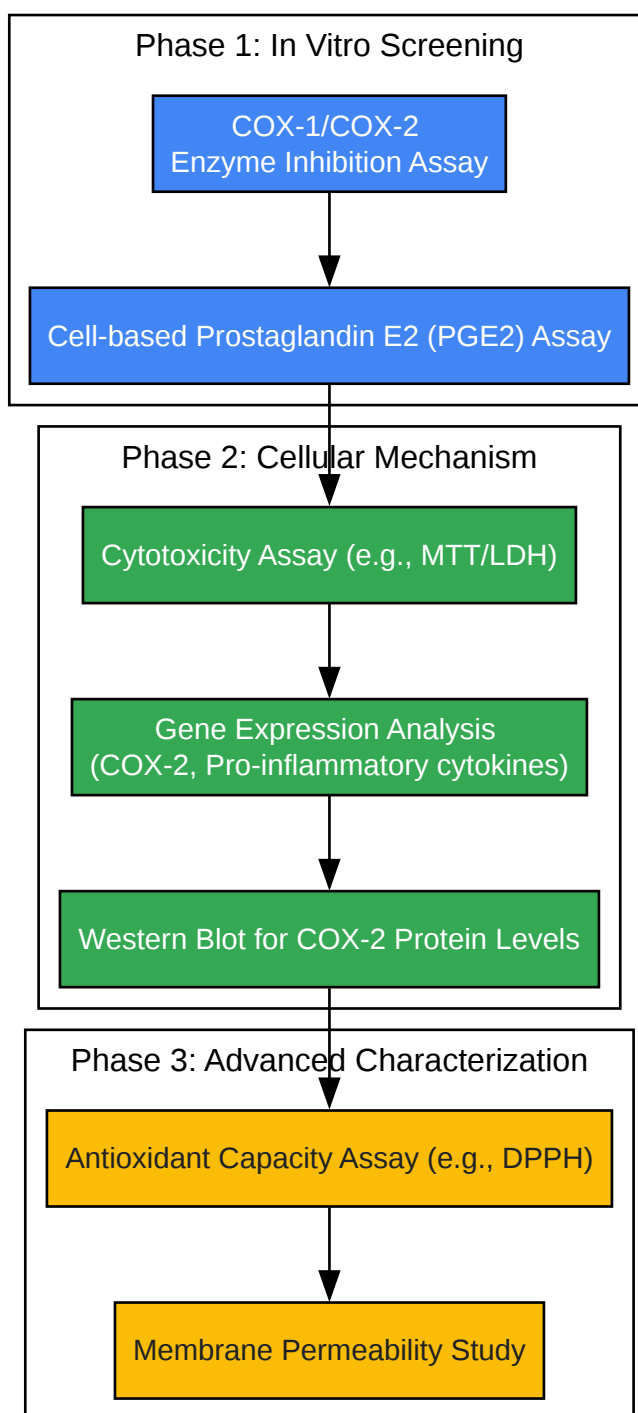 Phase 1: In Vitro Screening
COX-1/COX-2
Enzyme Inhibition Assay
Cell-based Prostaglandin E2 (PGE2) Assay
Phase 2: Cellular Mechanism
Cytotoxicity Assay (e.g., MTT/LDH)
Gene Expression Analysis
(COX-2, Pro-inflammatory cytokines)
Western Blot for COX-2 Protein Levels
Phase 3: Advanced Characterization
Antioxidant Capacity Assay (e.g., DPPH)
Membrane Permeability Study